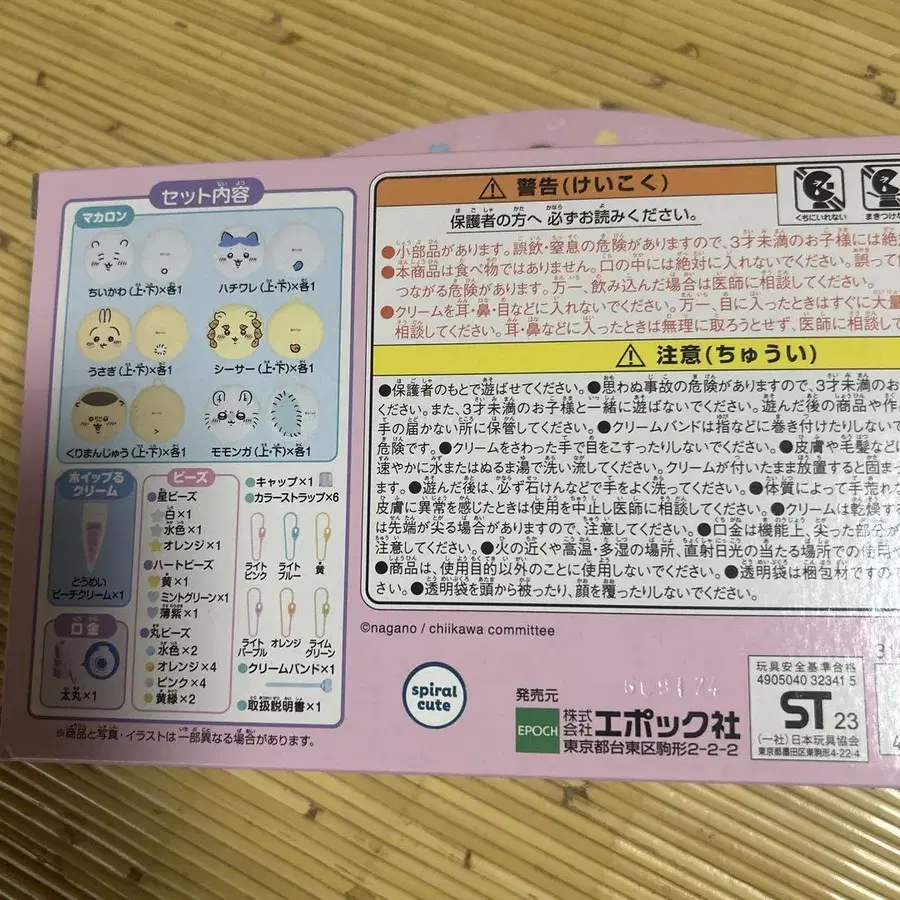 セット内容
マカロン
ちいかわ(上・下)×各1
ハチワレ(上・下)×各1
うさぎ(上・下)×各1
シーサー(上・下)×各1
くりまんじゅう(上・下)×各1
モモンガ(上・下)×各1
ホイップる
クリーム
とうめい
ピーチクリーム×1
口金
太丸×1
ビーズ
●星ビーズ
白×1
水色×1
オレンジ×1
●ハートビーズ
黄×1
ミントグリーン×1
薄紫×1
●丸ビーズ
水色×2
オレンジ×4
ピンク×4
黄緑×2
●キャップ×1
●カラーストラップ×6
ライト
ピンク
ライト
ブルー
黄
ライト
パープル
オレンジ
ライム
グリーン
●クリームバンド×1
●取扱説明書×1
※商品と写真・イラストは一部異なる場合があります。
警告(けいこく)
保護者の方へ 必ずお読みください。
くちにいれない
まきつけな
●小部品があります。誤飲・窒息の危険がありますので、3才未満のお子様には絶対
●本商品は食べ物ではありません。口の中には絶対に入れないでください。誤って
つながる危険があります。万一、飲み込んだ場合は医師に相談してください。
●クリームを耳・鼻・目などに入れないでください。万一、目に入ったときはすぐに大量
相談してください。耳・鼻などに入ったときは無理に取ろうとせず、医師に相談して
注意(ちゅうい)
●保護者のもとで遊ばせてください。●思わぬ事故の危険がありますので、3才未満のお
ください。また、3才未満のお子様と一緒に遊ばないでください。遊んだ後の商品や作
手の届かない所に保管してください。●クリームバンドは指などに巻き付けたりしない
危険です。●クリームをさわった手で目をこすったりしないでください。●皮膚や毛髪など
速やかに水またはぬるま湯で洗い流してください。クリームが付いたまま放置すると固ま
す。●遊んだ後は、必ず石けんなどで手をよく洗ってください。●体質によって手荒れ
皮膚に異常を感じたときは使用を中止し医師に相談してください。●クリームは乾燥する
は先端が尖る場合がありますので、注意してください。●口金は機能上、尖った部分が
注意してください。●火の近くや高温・多湿の場所、直射日光の当たる場所での使用や
●商品は、使用目的以外のことに使用しないでください。●透明袋は梱包材ですので
さい。●透明袋を頭から被ったり、顔を覆ったりしないでください。
©nagano / chiikawa committee
spiral
cute
発売元
EPOCH
株式
会社
エポック社
東京都台東区駒形2-2-2
玩具安全基準合格
4905040 32341 5
ST 23
(一社)日本玩具協会
東京都墨田区東駒形4-22-4